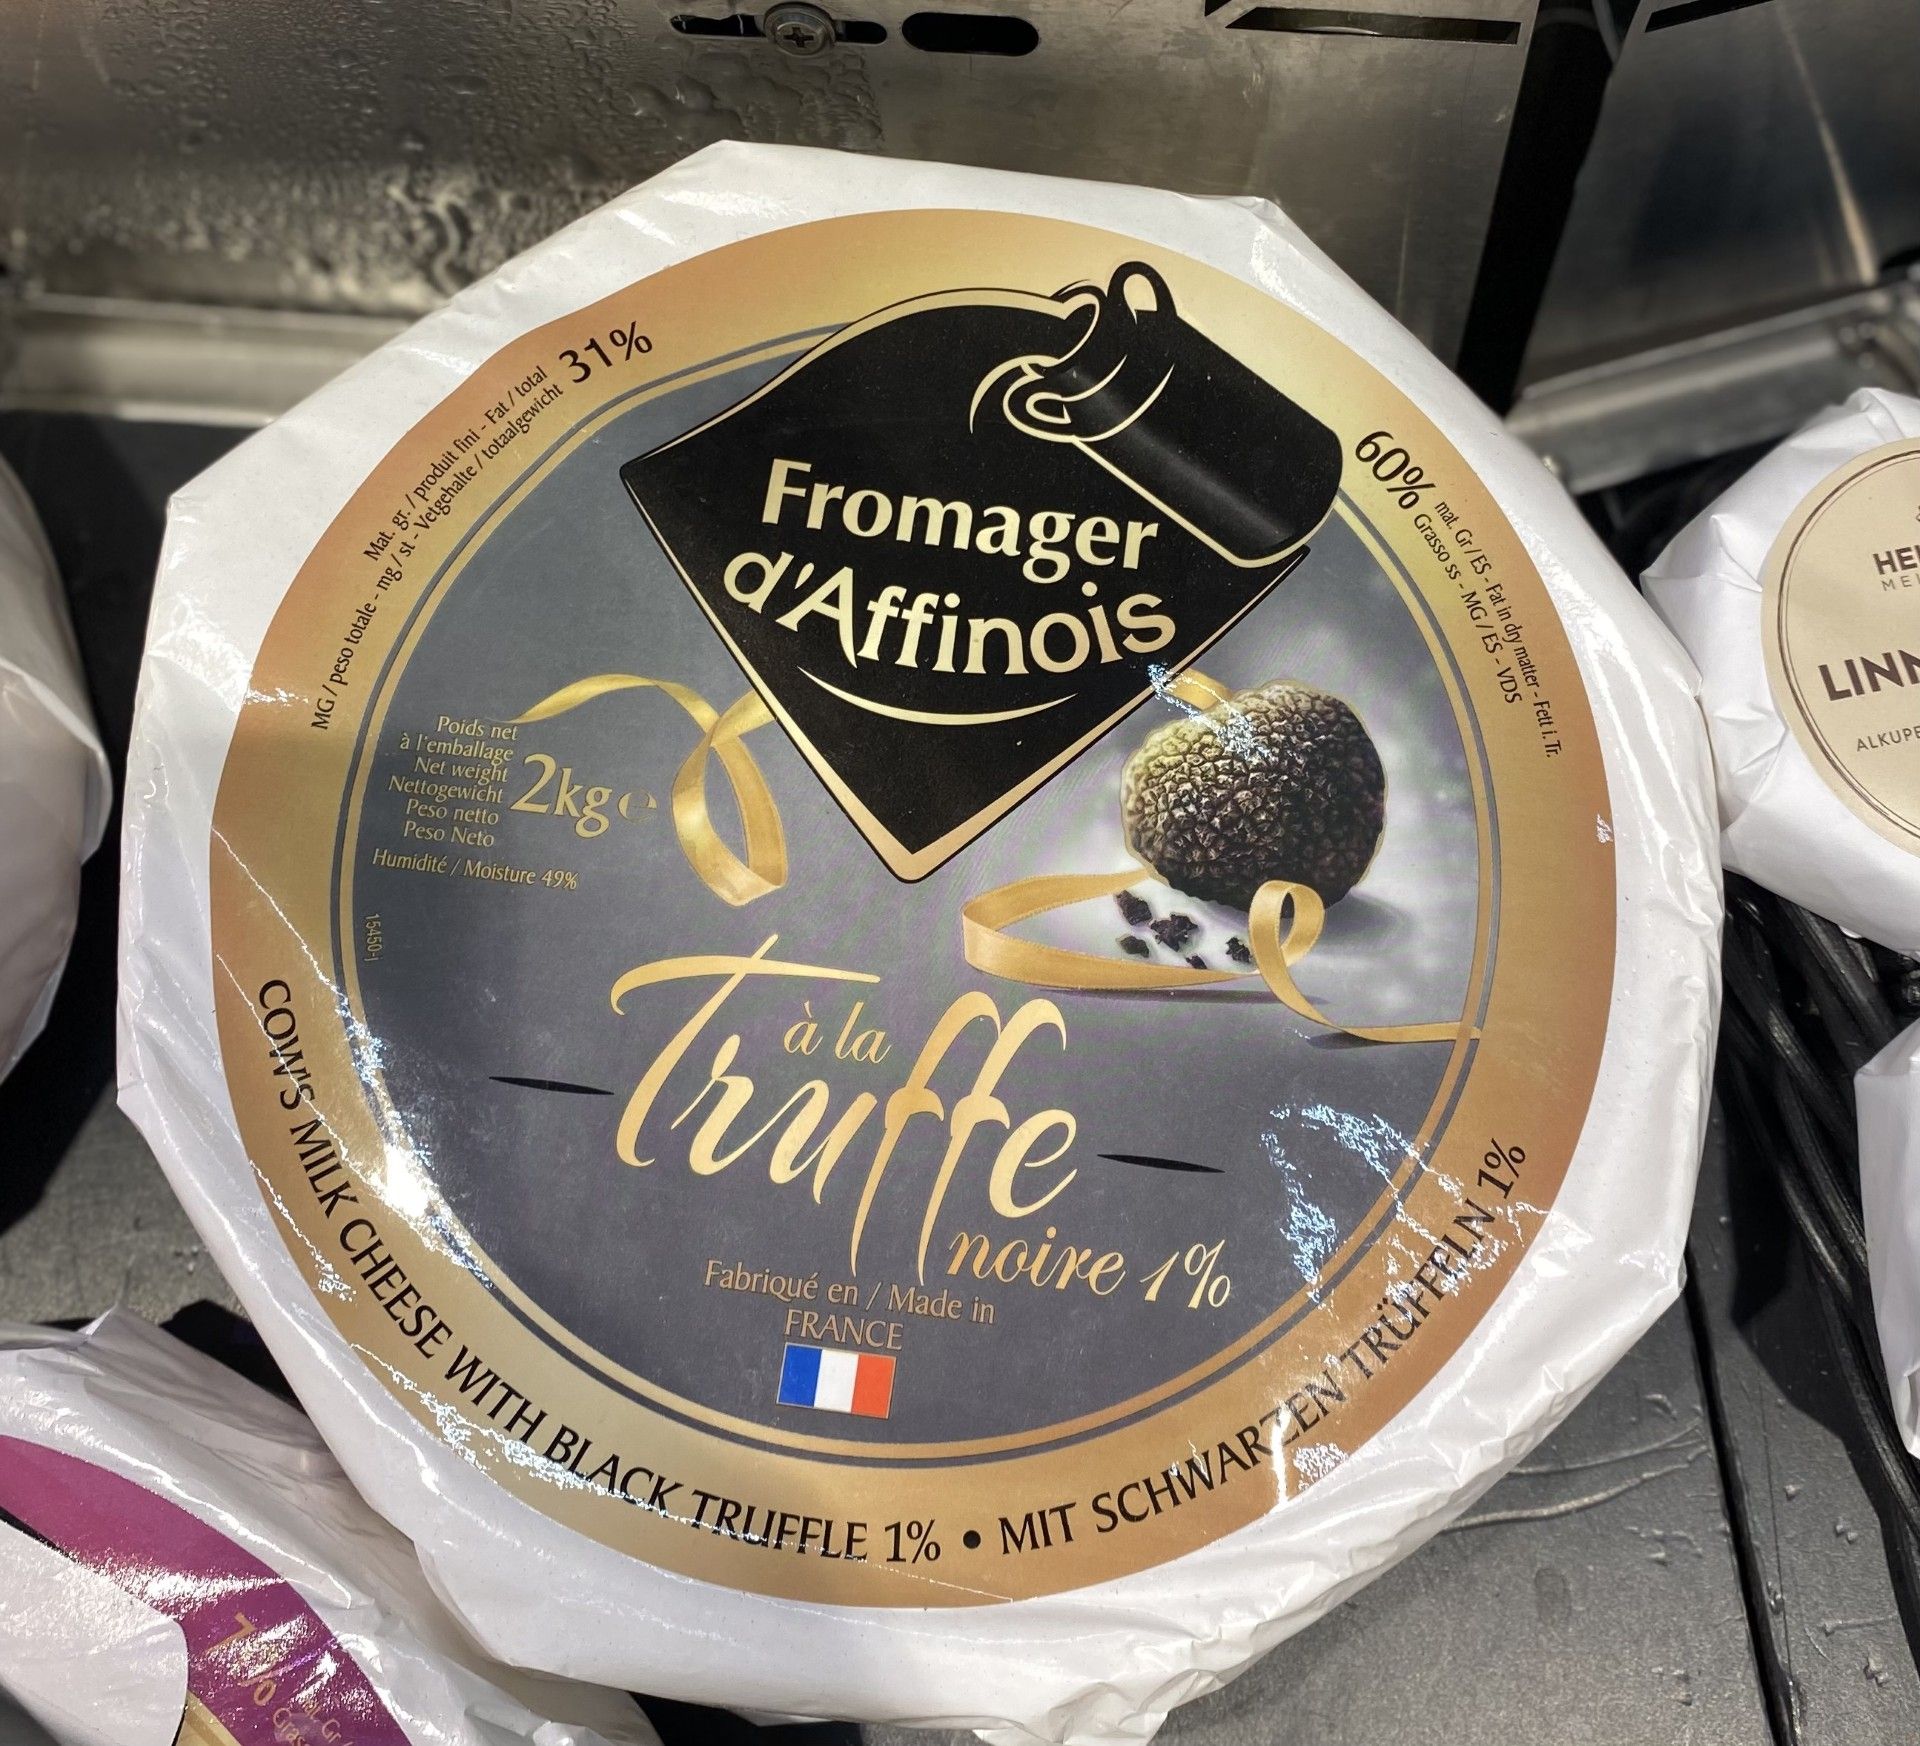 Mat. gr. / produit fini - Fat / total
MG / peso totale - mg / st - Vetgehalte / totaalgewicht
31%
60%
mat. Gr / ES - Fat in dry matter - Fett i. Tr.
Grasso ss - MG / ES - VDS
Fromager
d'Affinois
Poids net
à l'emballage
Net weight
Nettogewicht
Peso netto
Peso Neto
2kg e
Humidité / Moisture 49%
15450-j
à la
Truffe
noire 1%
Fabriqué en / Made in
FRANCE
COW'S MILK CHEESE WITH BLACK TRUFFLE 1% • MIT SCHWARZEN TRÜFFELN 1%
LINN
ALKUPE